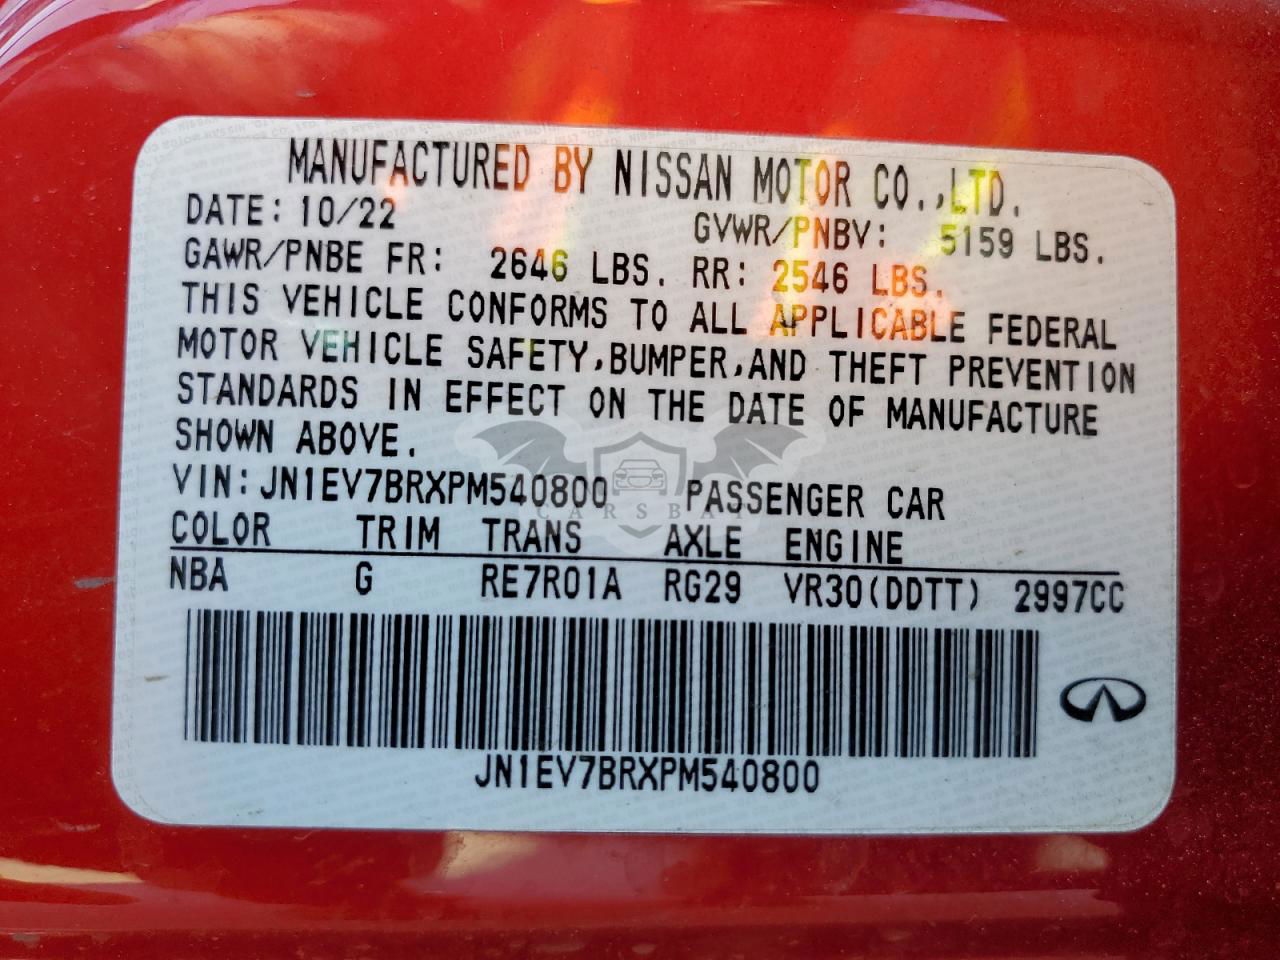 MANUFACTURED BY NISSAN MOTOR CO.,LTD.
DATE: 10/22 GVWR/PNBV: 5159 LBS.
GAWR/PNBE FR: 2646 LBS. RR: 2546 LBS.
THIS VEHICLE CONFORMS TO ALL APPLICABLE FEDERAL
MOTOR VEHICLE SAFETY,BUMPER,AND THEFT PREVENTION
STANDARDS IN EFFECT ON THE DATE OF MANUFACTURE
SHOWN ABOVE.
VIN: JN1EV7BRXPM540800 PASSENGER CAR
CARSBAT
COLOR TRIM TRANS AXLE ENGINE
NBA G RE7R01A RG29 VR30(DDTT) 2997CC
JN1EV7BRXPM540800